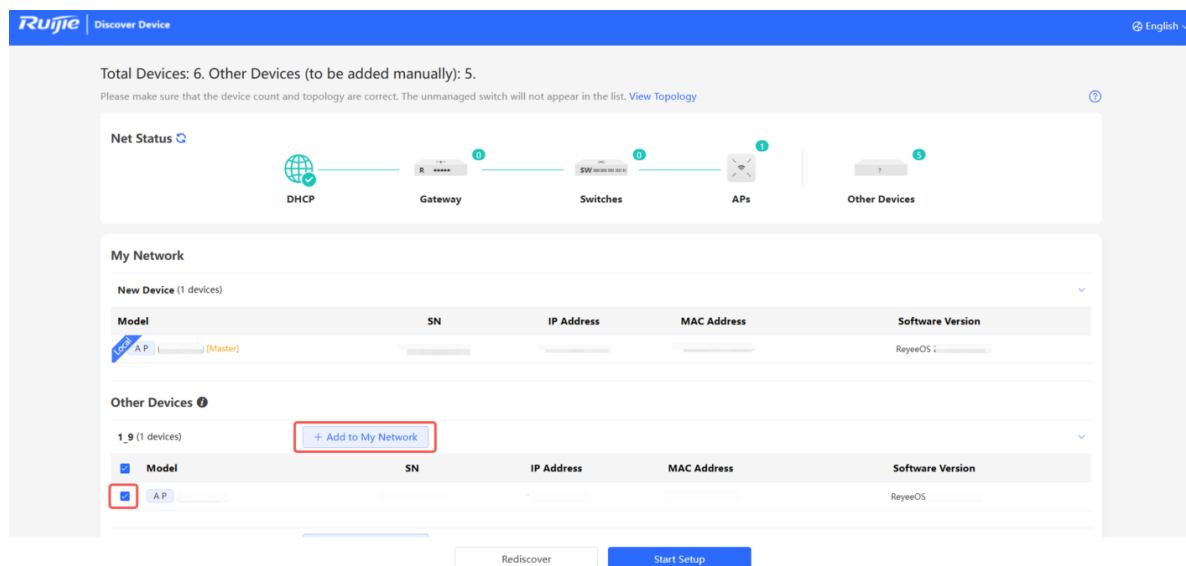 Ruijie Discover Device English
Total Devices: 6. Other Devices (to be added manually): 5.
Please make sure that the device count and topology are correct. The unmanaged switch will not appear in the list. View Topology
Net Status
0 0 1 5
R SW ?
DHCP Gateway Switches APs Other Devices
My Network
New Device (1 devices)
Model SN IP Address MAC Address Software Version
Local AP [Master] ReyeeOS
Other Devices
1_9 (1 devices) + Add to My Network
Model SN IP Address MAC Address Software Version
AP ReyeeOS
Rediscover Start Setup